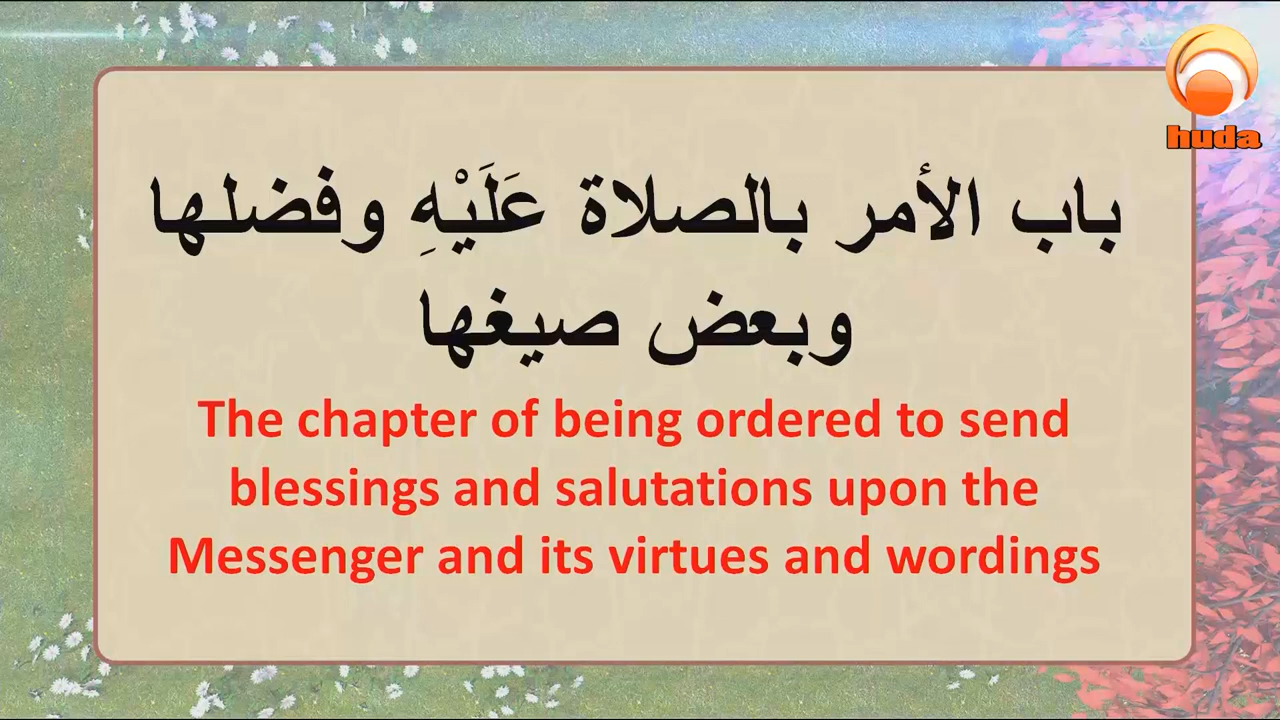 huda
باب الأمر بالصلاة عَلَيْهِ وفضلها
وبعض صيغها
The chapter of being ordered to send
blessings and salutations upon the
Messenger and its virtues and wordings